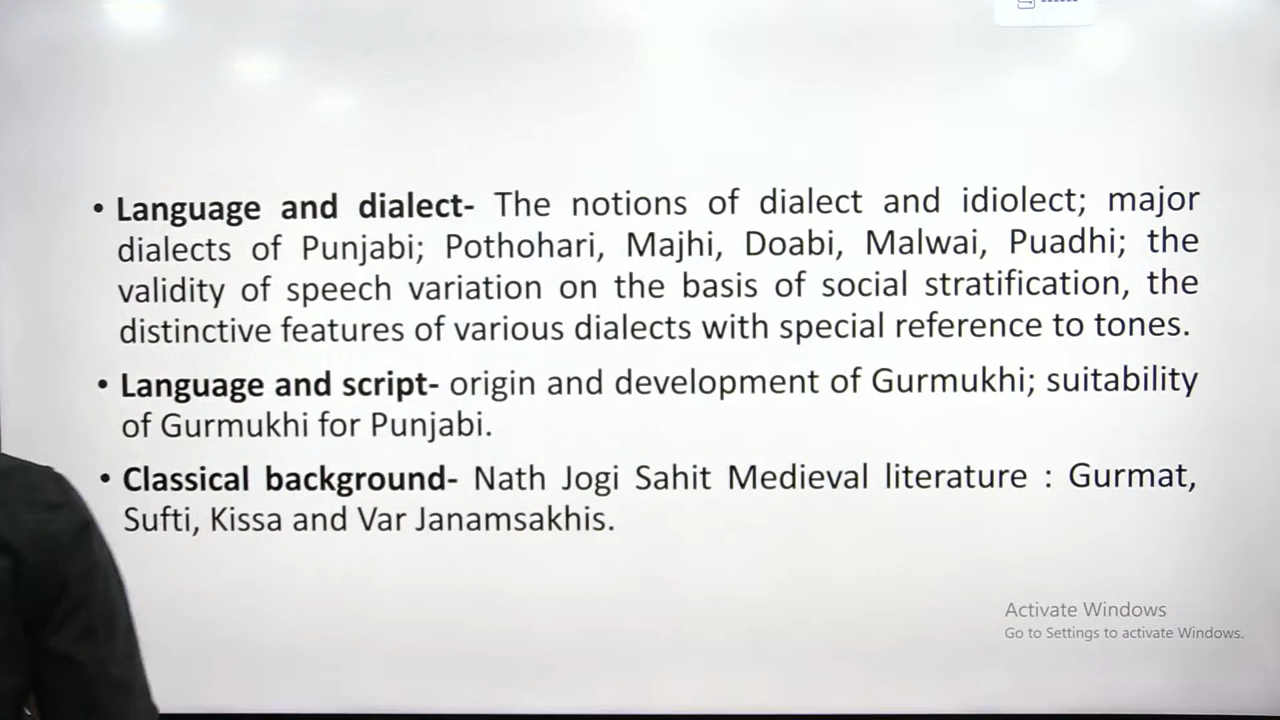 • Language and dialect- The notions of dialect and idiolect; major
dialects of Punjabi; Pothohari, Majhi, Doabi, Malwai, Puadhi; the
validity of speech variation on the basis of social stratification, the
distinctive features of various dialects with special reference to tones.
• Language and script- origin and development of Gurmukhi; suitability
of Gurmukhi for Punjabi.
• Classical background- Nath Jogi Sahit Medieval literature : Gurmat,
Sufti, Kissa and Var Janamsakhis.
Activate Windows
Go to Settings to activate Windows.